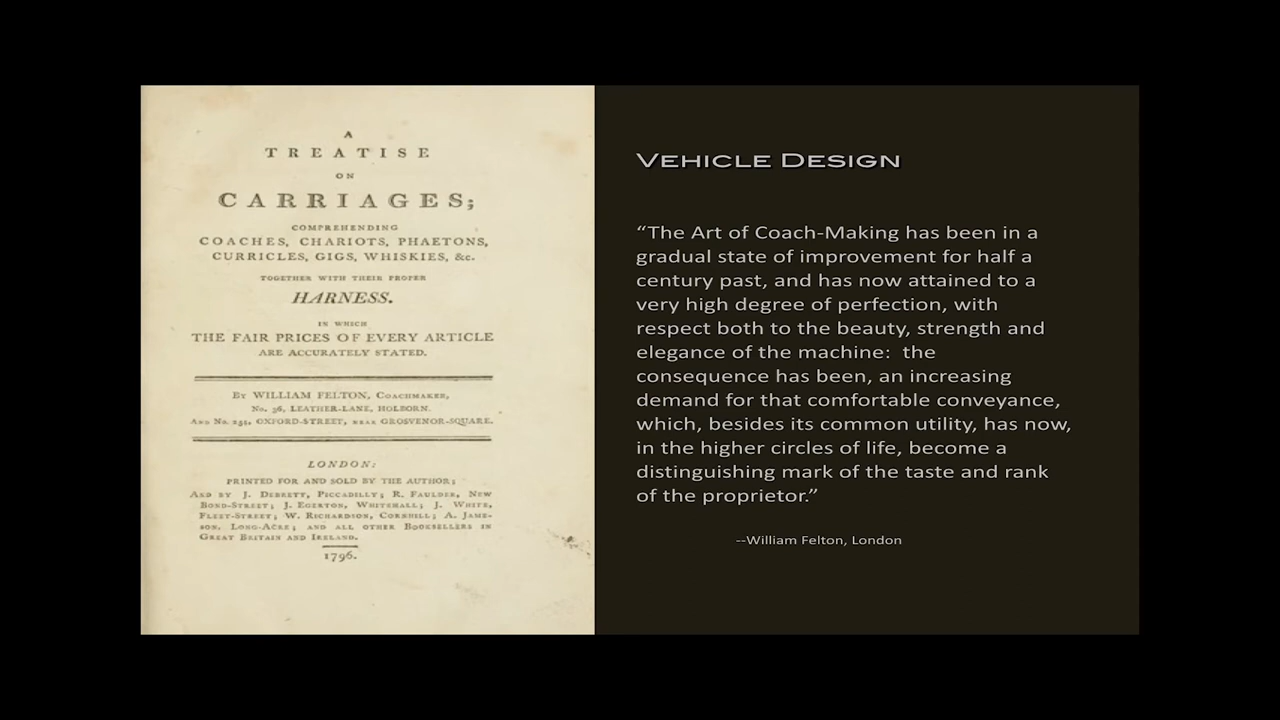 A
TREATISE
ON
CARRIAGES;
COMPREHENDING
COACHES, CHARIOTS, PHAETONS,
CURRICLES, GIGS, WHISKIES, &c.
TOGETHER WITH THEIR PROPER
HARNESS.
IN WHICH
THE FAIR PRICES OF EVERY ARTICLE
ARE ACCURATELY STATED.
By WILLIAM FELTON, Coachmaker,
No. 36, LEATHER-LANE, HOLBORN.
And No. 254, OXFORD-STREET, near GROSVENOR-SQUARE.
LONDON:
PRINTED FOR AND SOLD BY THE AUTHOR;
And by J. Debrett, Piccadilly; R. Faulder, New
Bond-Street; J. Egerton, Whitehall; J. White,
Fleet-Street; W. Richardson, Cornhill; A. Jame-
son, Long-Acre; and all other Booksellers in
Great Britain and Ireland.
1796.
Vehicle Design
“The Art of Coach-Making has been in a
gradual state of improvement for half a
century past, and has now attained to a
very high degree of perfection, with
respect both to the beauty, strength and
elegance of the machine:  the
consequence has been, an increasing
demand for that comfortable conveyance,
which, besides its common utility, has now,
in the higher circles of life, become a
distinguishing mark of the taste and rank
of the proprietor.”
--William Felton, London